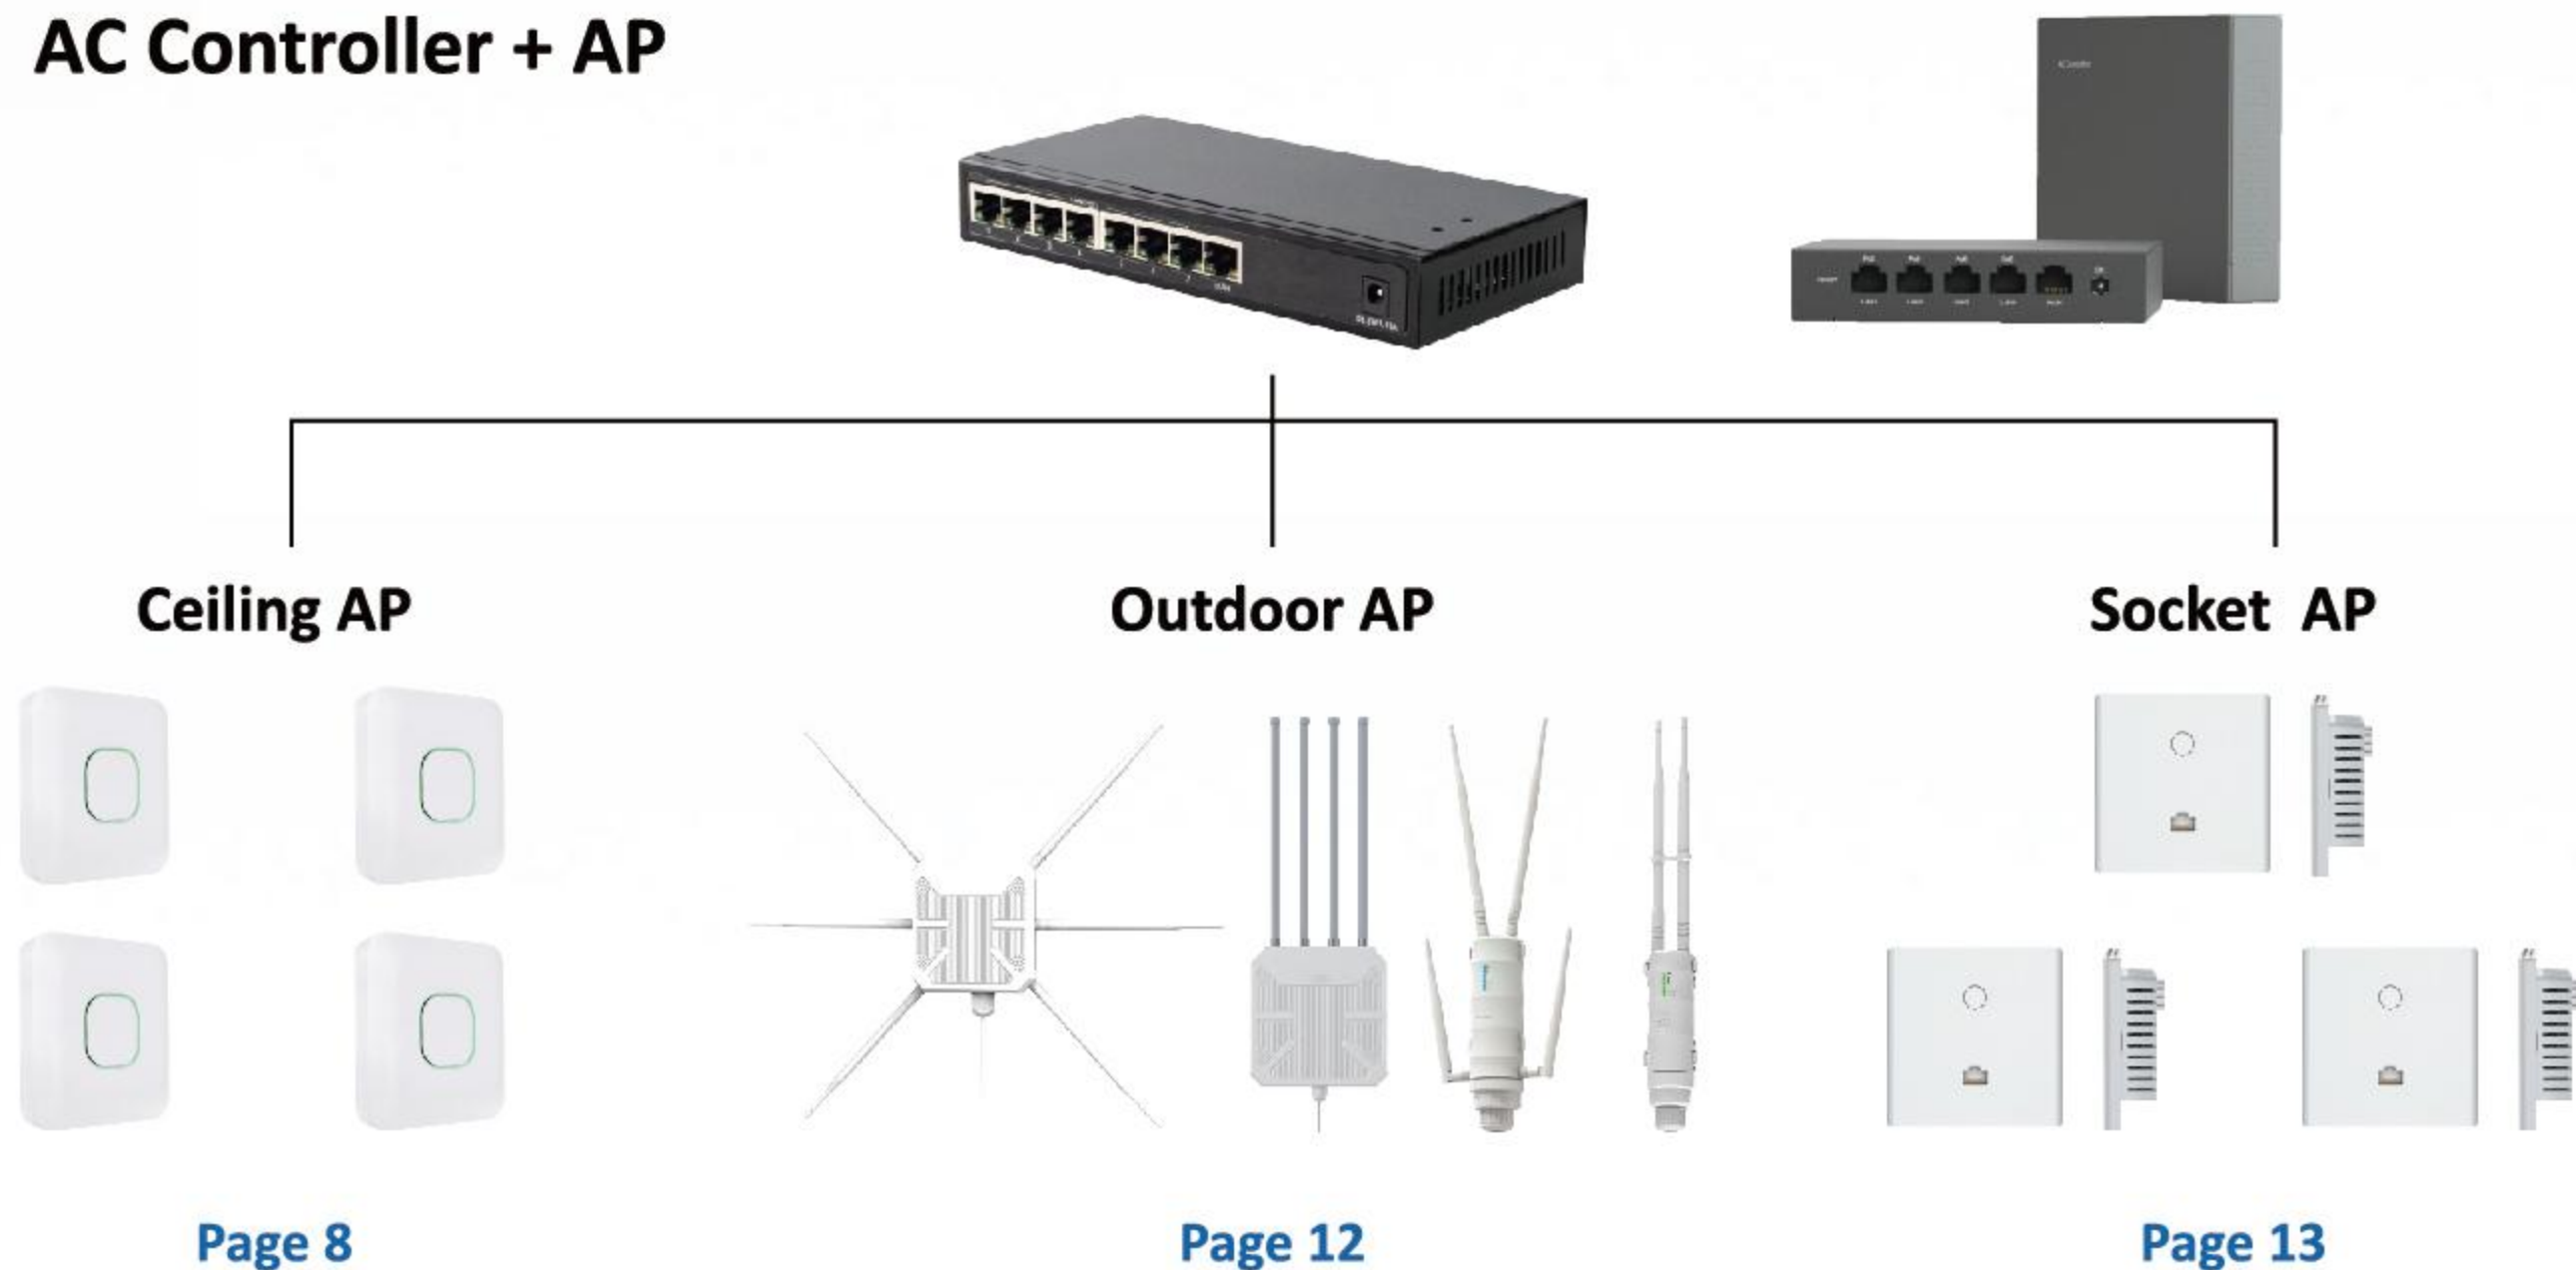 AC Controller + AP
Ceiling AP
Outdoor AP
Socket AP
Page 8
Page 12
Page 13